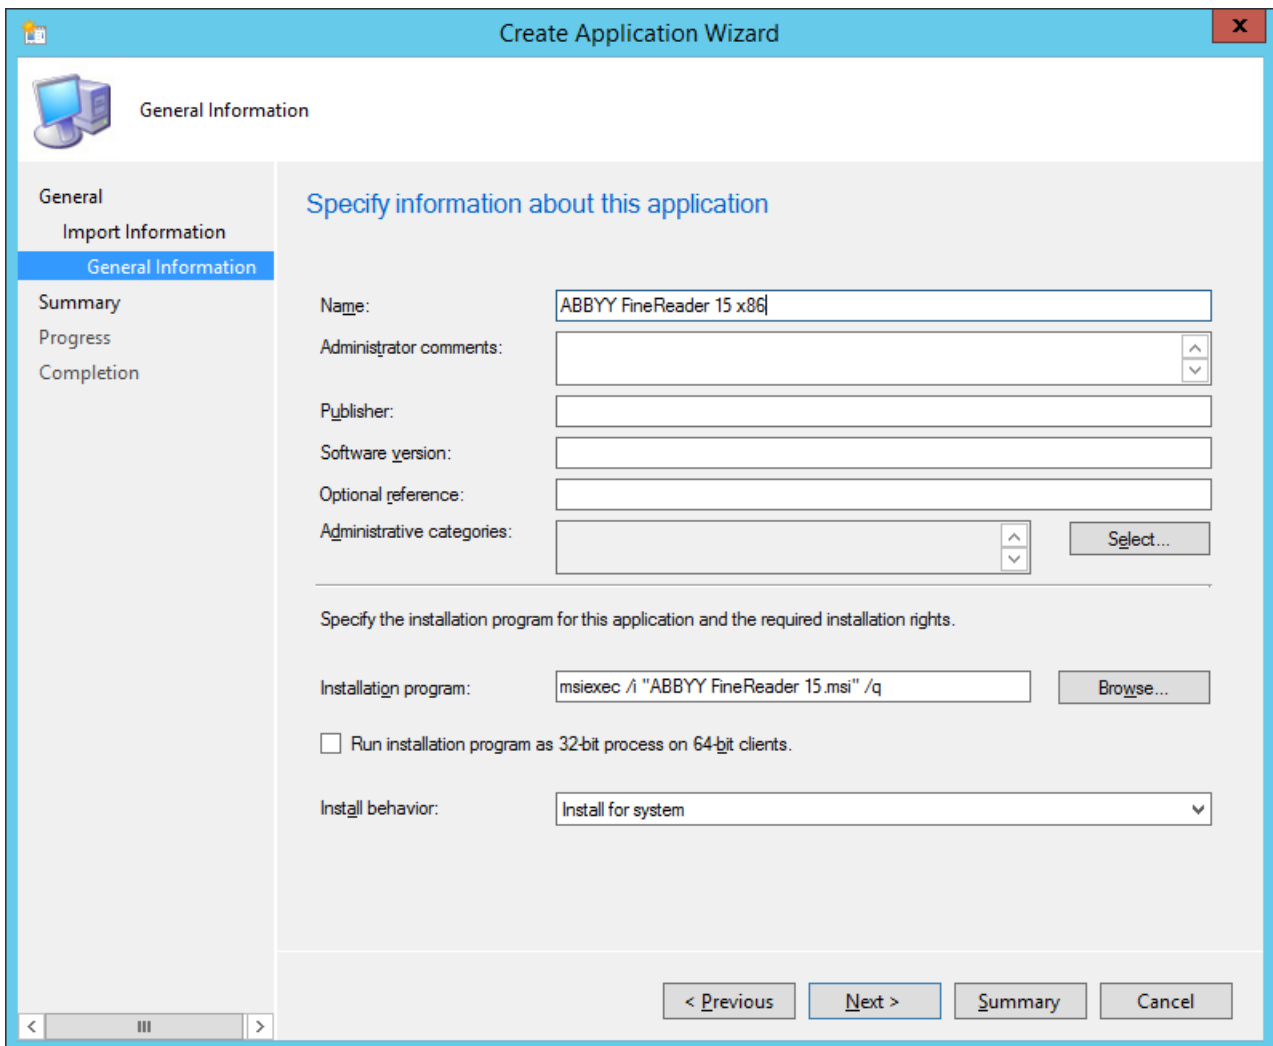 Create Application Wizard
x
General Information
General
Import Information
General Information
Summary
Progress
Completion
Specify information about this application
Name: ABBYY FineReader 15 x86
Administrator comments:
Publisher:
Software version:
Optional reference:
Administrative categories: Select...
Specify the installation program for this application and the required installation rights.
Installation program: msiexec /i "ABBYY FineReader 15.msi" /q Browse...
Run installation program as 32-bit process on 64-bit clients.
Install behavior: Install for system
< Previous Next > Summary Cancel